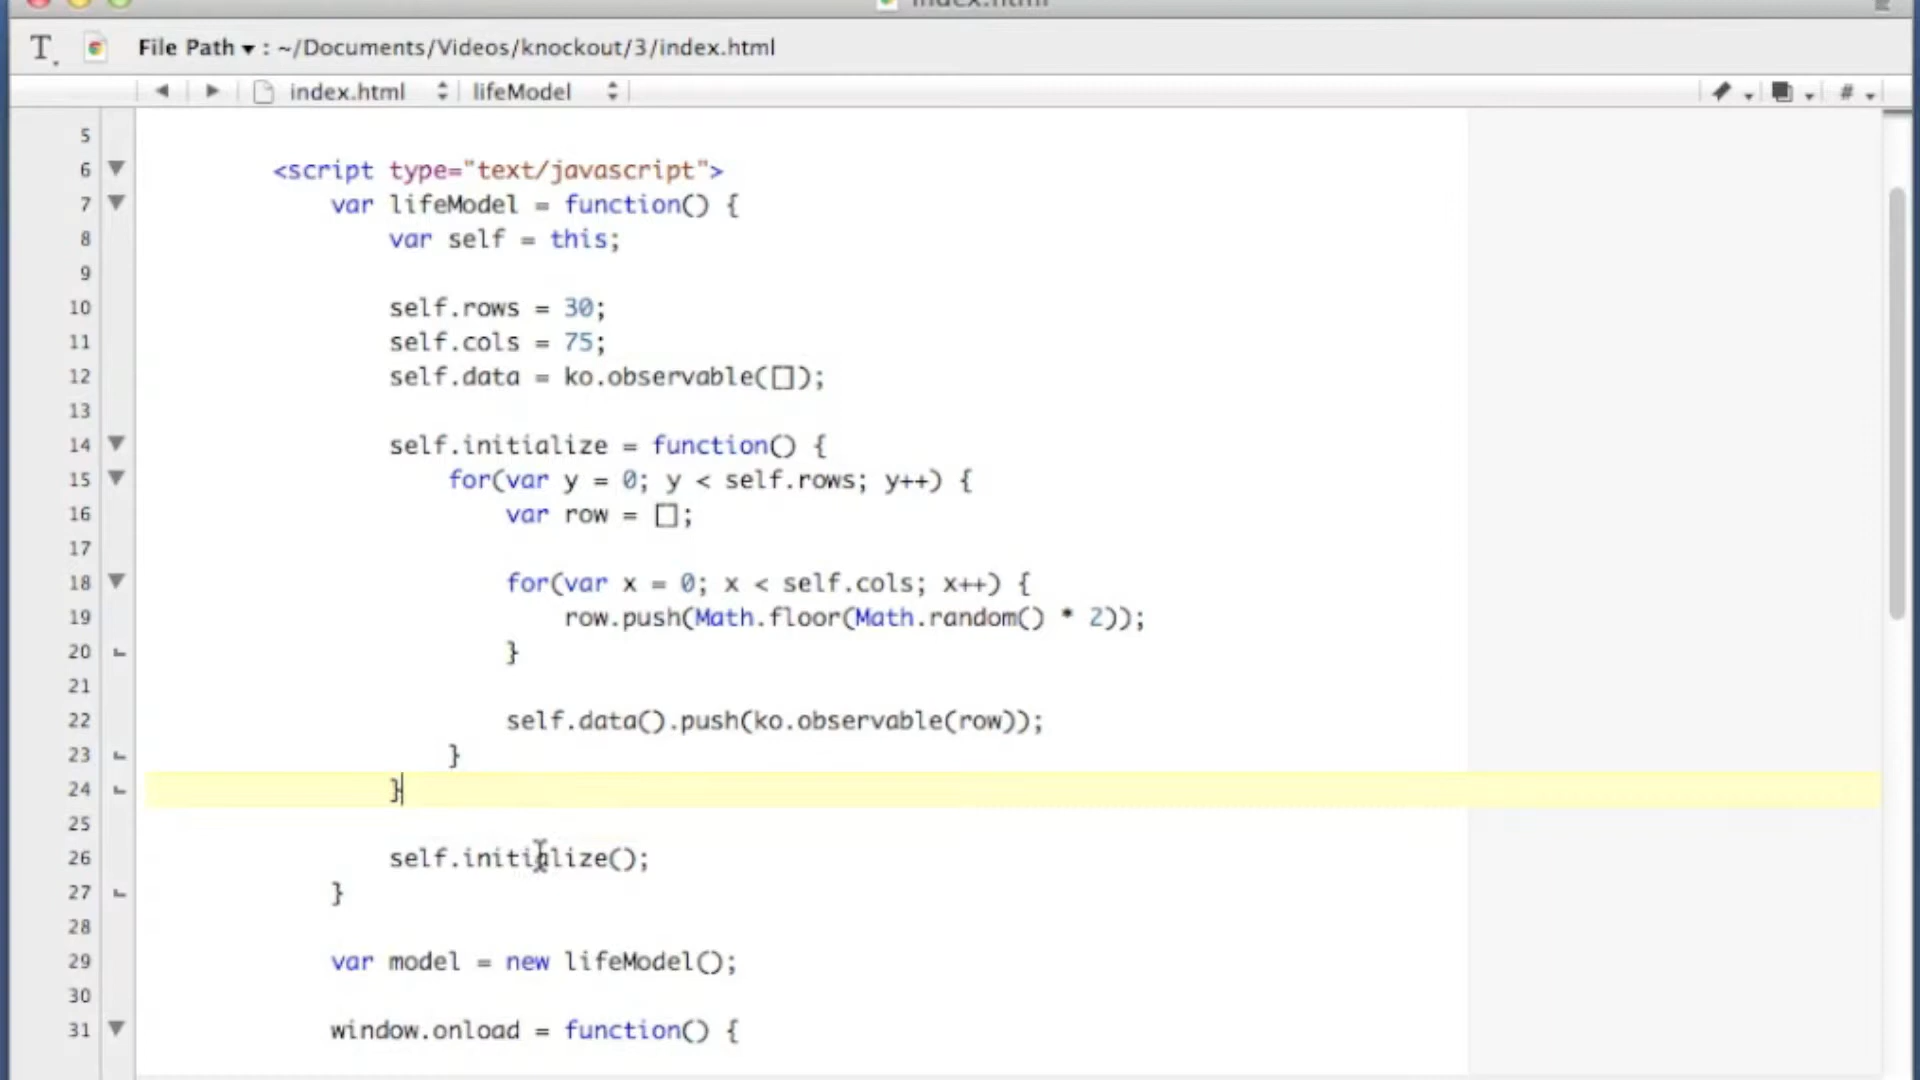 index.html
T. File Path ▾ : ~/Documents/Videos/knockout/3/index.html
index.html lifeModel #
5
6 <script type="text/javascript">
7 var lifeModel = function() {
8 var self = this;
9
10 self.rows = 30;
11 self.cols = 75;
12 self.data = ko.observable([]);
13
14 self.initialize = function() {
15 for(var y = 0; y < self.rows; y++) {
16 var row = [];
17
18 for(var x = 0; x < self.cols; x++) {
19 row.push(Math.floor(Math.random() * 2));
20 }
21
22 self.data().push(ko.observable(row));
23 }
24 }
25
26 self.initialize();
27 }
28
29 var model = new lifeModel();
30
31 window.onload = function() {